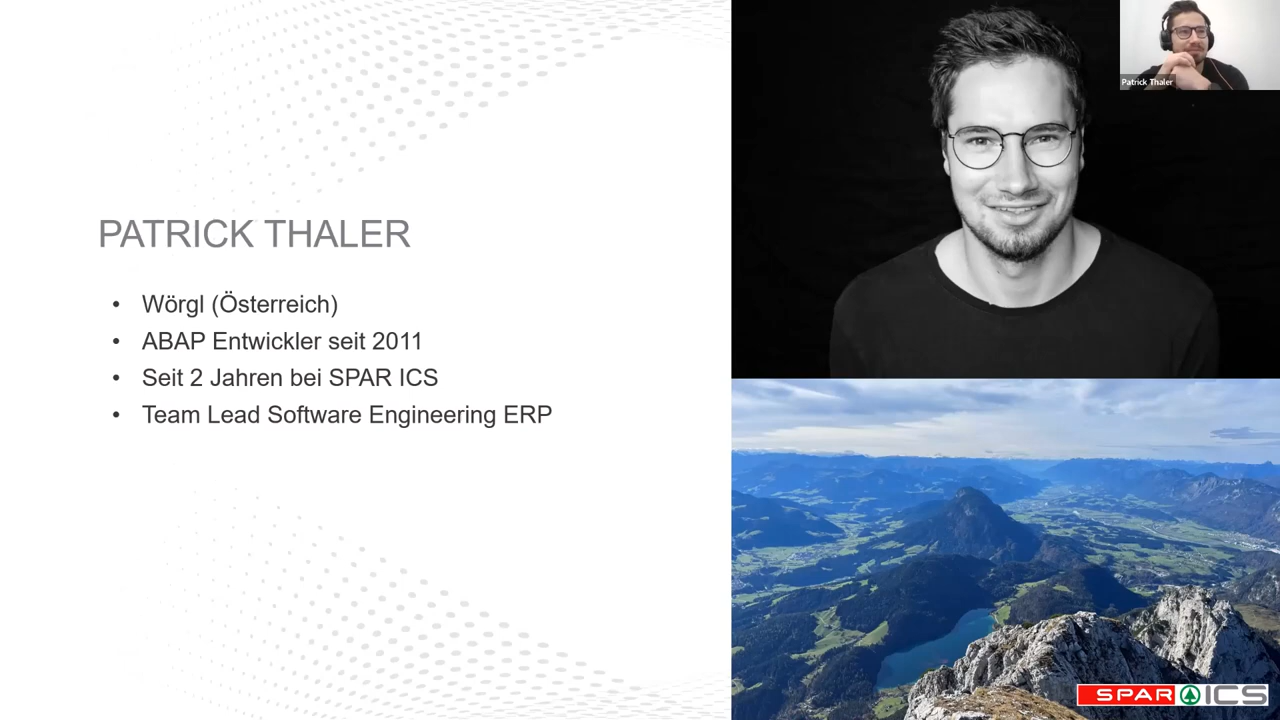 Patrick Thaler
PATRICK THALER
• Wörgl (Österreich)
• ABAP Entwickler seit 2011
• Seit 2 Jahren bei SPAR ICS
• Team Lead Software Engineering ERP
SPAR ICS